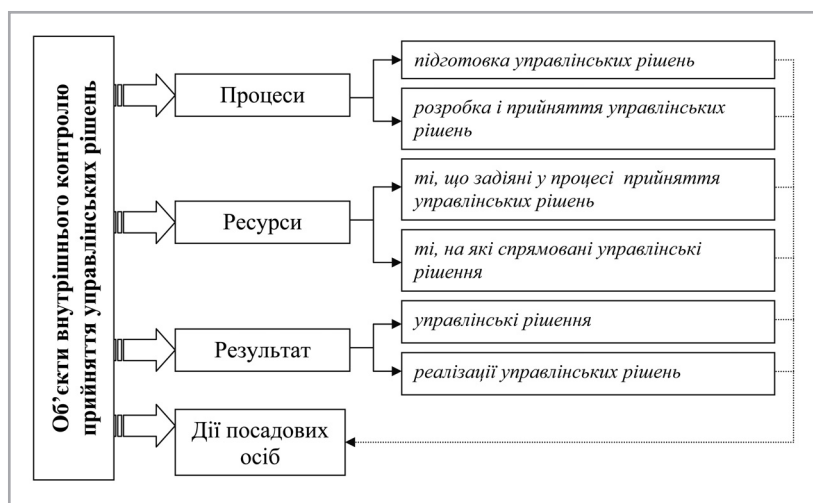 Об’єкти внутрішнього контролю
прийняття управлінських рішень
Процеси
підготовка управлінських рішень
розробка і прийняття управлінських
рішень
Ресурси
ті, що задіяні у процесі прийняття
управлінських рішень
ті, на які спрямовані управлінські
рішення
Результат
управлінські рішення
реалізації управлінських рішень
Дії посадових
осіб